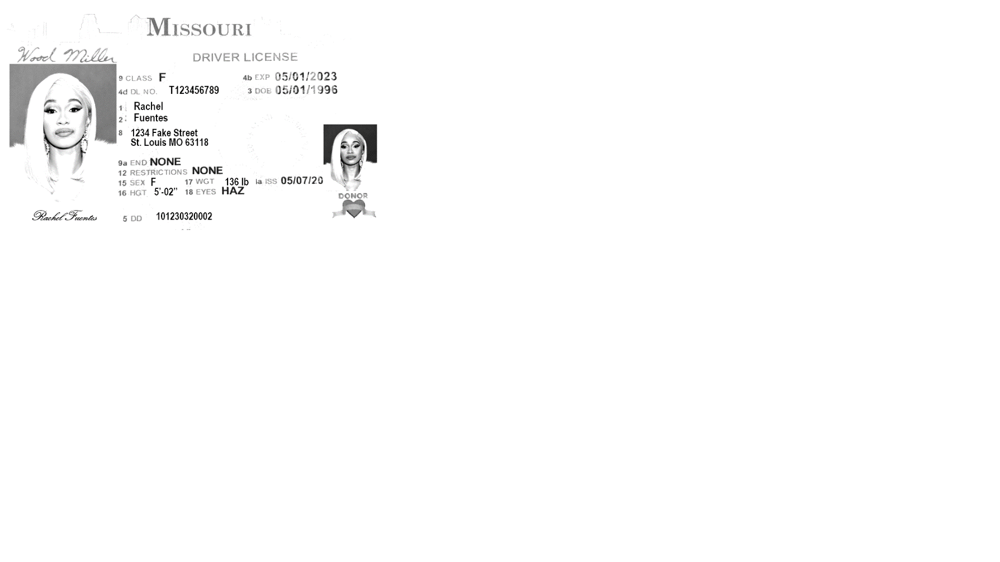 MISSOURI
Wood Miller
DRIVER LICENSE
9 CLASS F 4b EXP 05/01/2023
4d DL NO. T123456789 3 DOB 05/01/1996
1 Rachel
2 Fuentes
8 1234 Fake Street
St. Louis MO 63118
9a END NONE
12 RESTRICTIONS NONE
15 SEX F 17 WGT 136 lb a ISS 05/07/20
16 HGT 5'-02” 18 EYES HAZ
DONOR
Rachel Fuentes
5 DD 101230320002